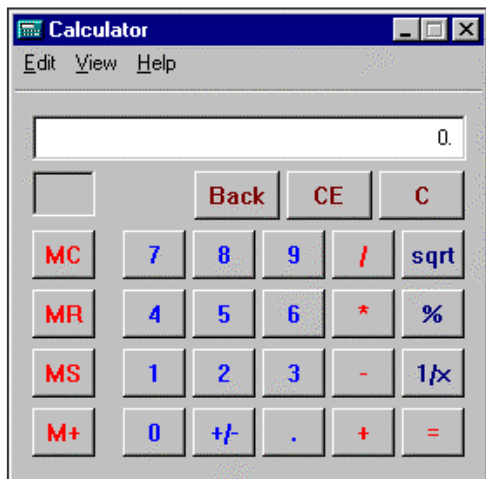 Calculator
Edit View Help
0.
Back CE C
MC 7 8 9 / sqrt
MR 4 5 6 * %
MS 1 2 3 - 1/x
M+ 0 +/- . + =